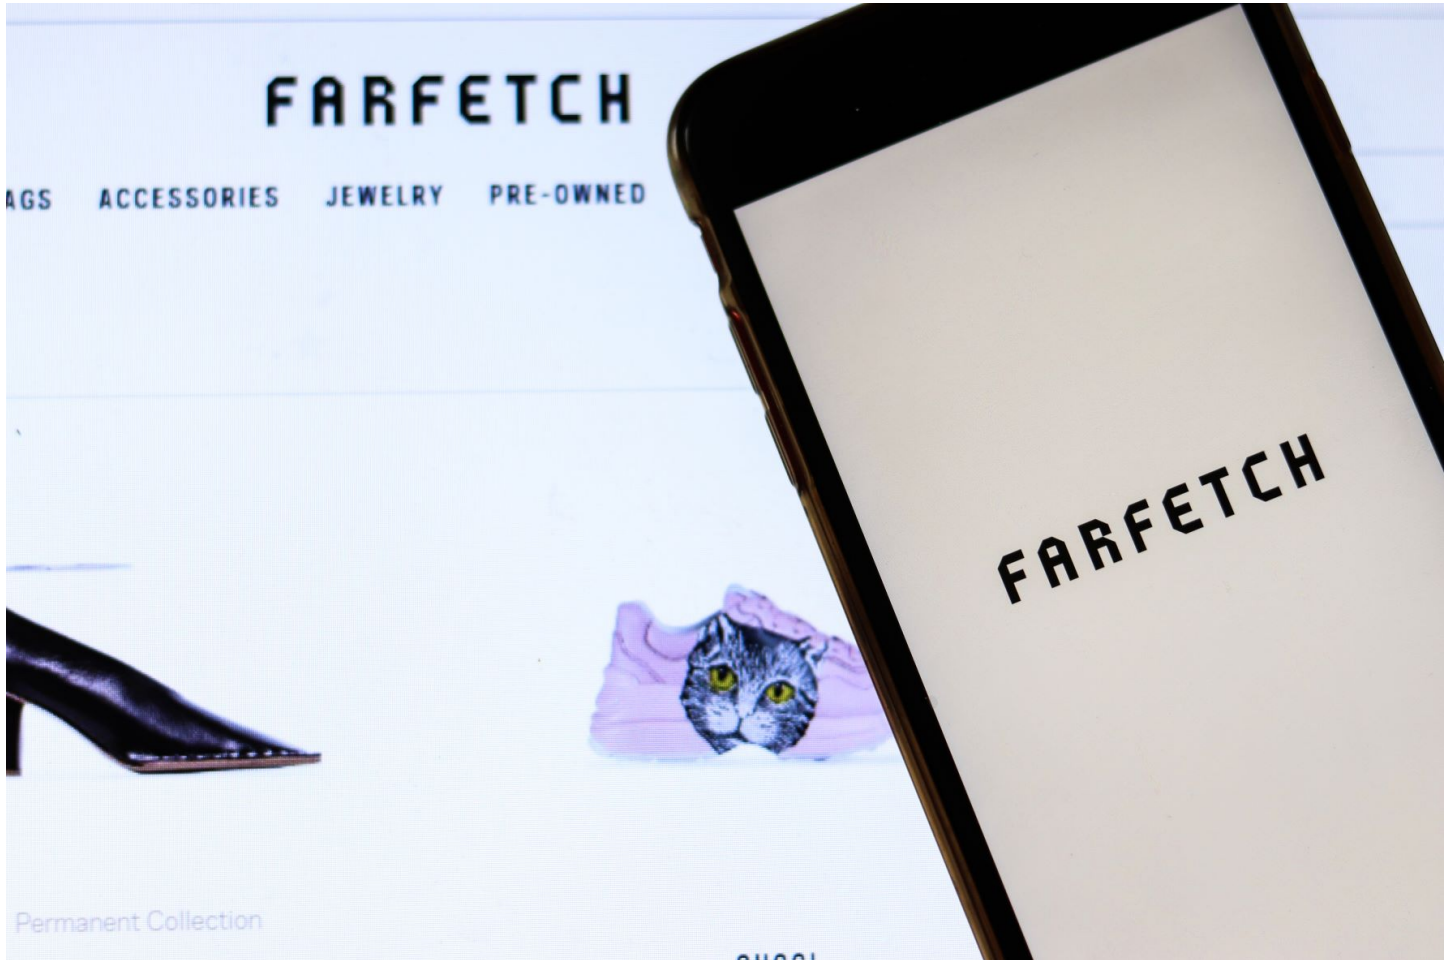 FARFETCH
AGS ACCESSORIES JEWELRY PRE-OWNED
FARFETCH
Permanent Collection